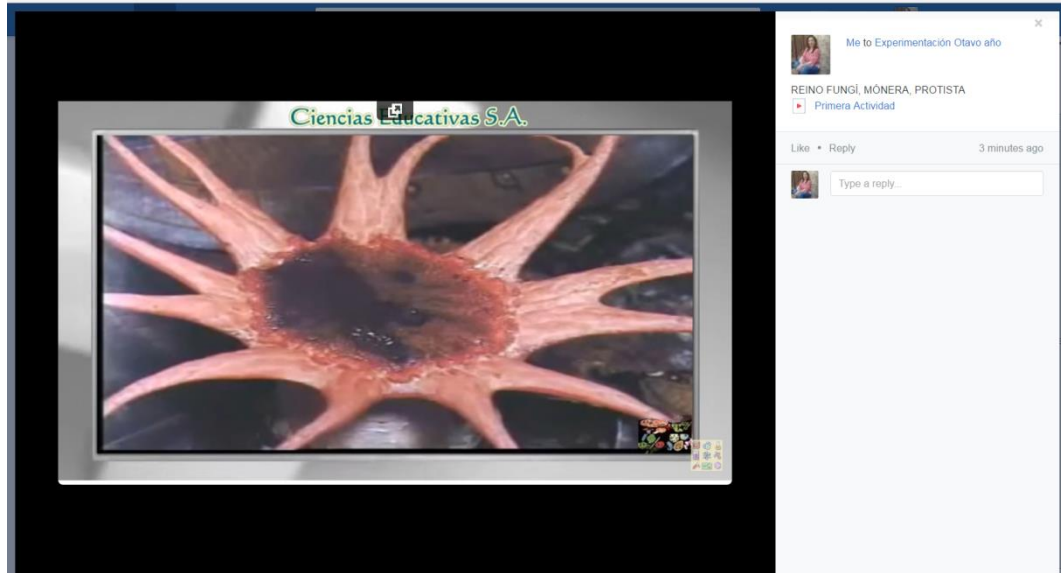 Ciencias Educativas S.A.
×
Me to Experimentación Otavo año
REINO FUNGÍ, MÓNERA, PROTISTA
Primera Actividad
Like • Reply
3 minutes ago
Type a reply...